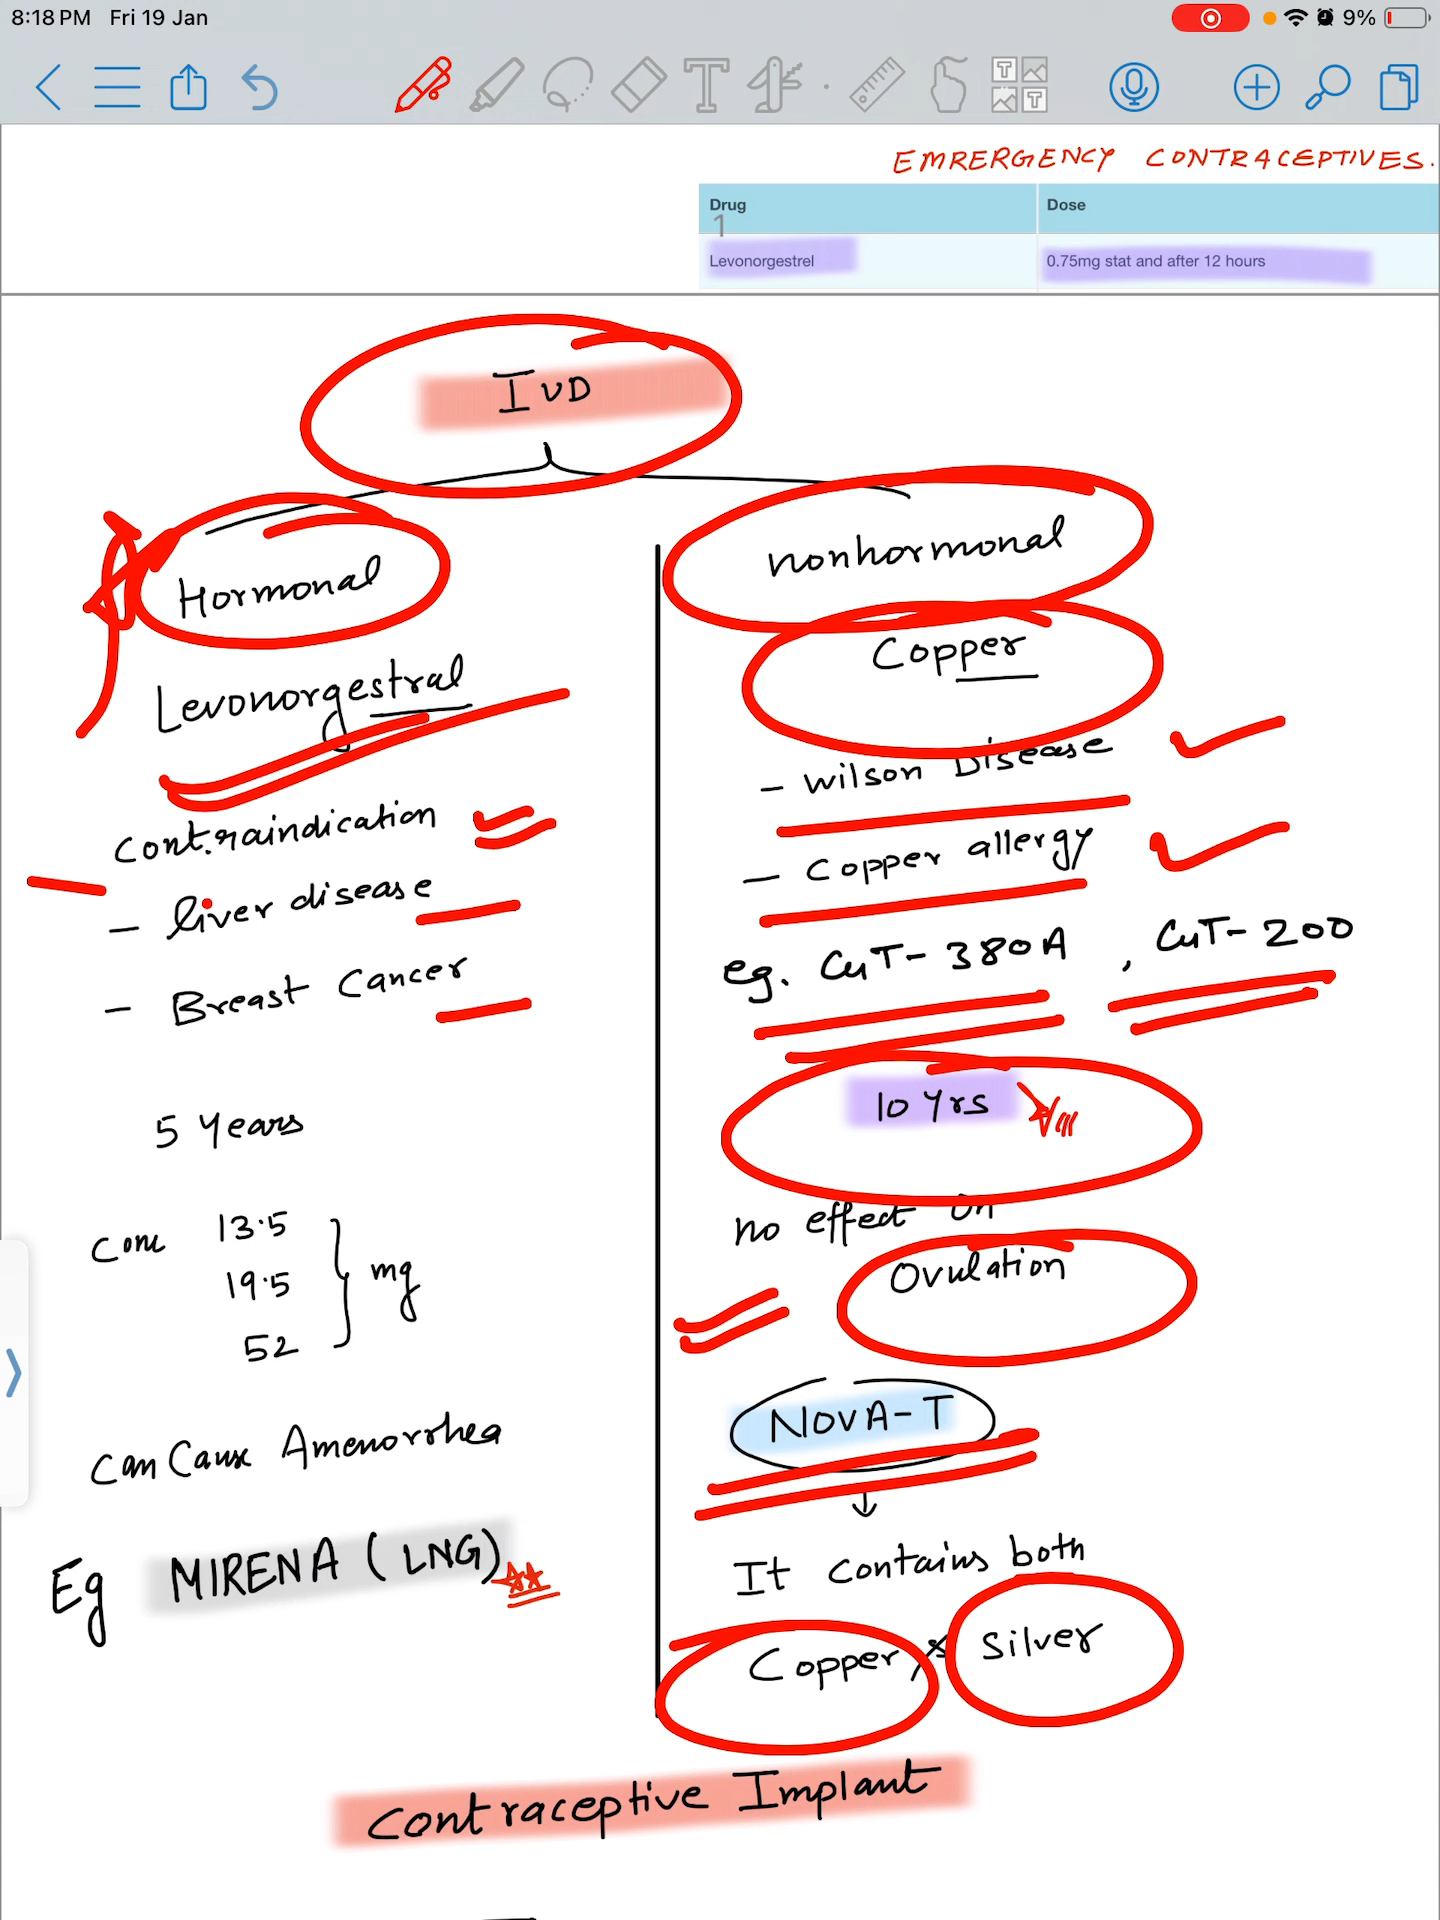 8:18 PM Fri 19 Jan 9%
EMRERGENCY CONTRACEPTIVES.
Drug Dose
1
Levonorgestrel 0.75mg stat and after 12 hours
IUD
Hormonal
Levonorgestral
Contraindication
- liver disease
- Breast Cancer
5 Years
Conc 13.5
19.5
52
mg
Can Cause Amenorrhea
Eg MIRENA (LNG)
nonhormonal
Copper
- Wilson Disease
- Copper allergy
eg. CuT- 380A , CuT- 200
10 Yrs
no effect on
Ovulation
NOVA-T
↓
It contains both
Copper & Silver
Contraceptive Implant